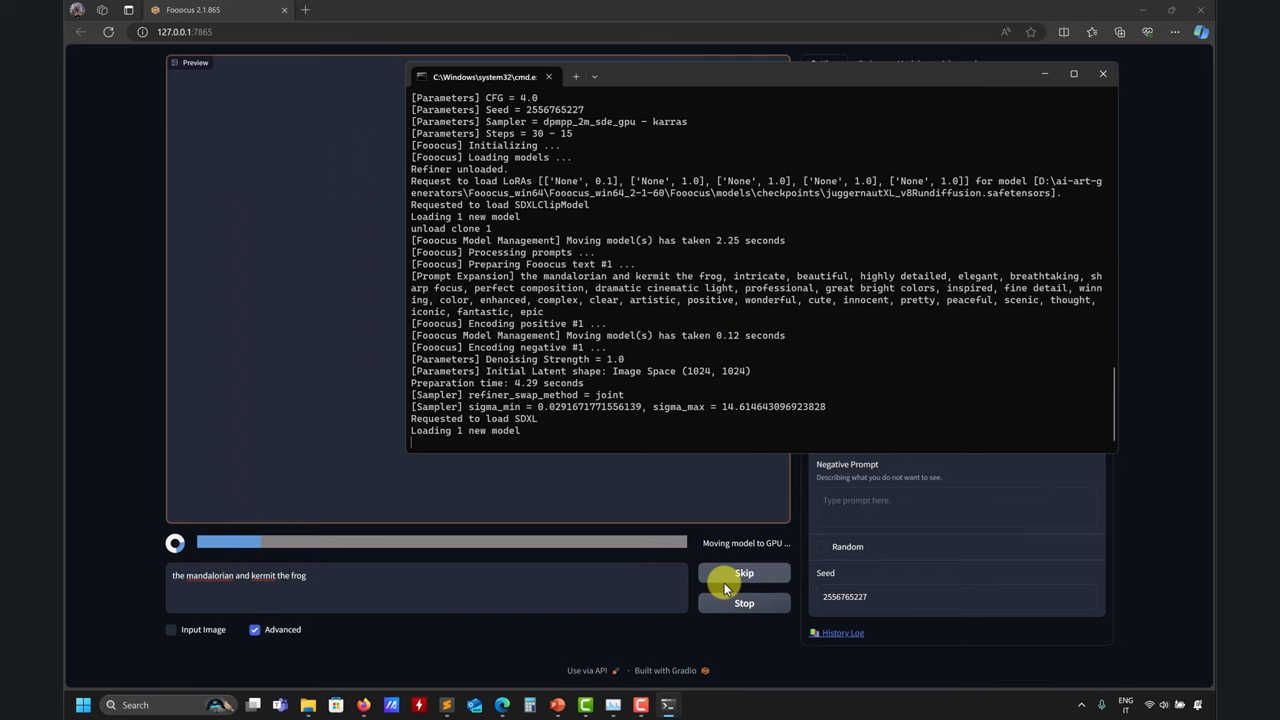 Fooocus 2.1.865
127.0.0.1:7865
Preview
C:\Windows\system32\cmd.e
[Parameters] CFG = 4.0
[Parameters] Seed = 2556765227
[Parameters] Sampler = dpmpp_2m_sde_gpu - karras
[Parameters] Steps = 30 - 15
[Fooocus] Initializing ...
[Fooocus] Loading models ...
Refiner unloaded.
Request to load LoRAs [['None', 0.1], ['None', 1.0], ['None', 1.0], ['None', 1.0], ['None', 1.0]] for model [D:\ai-art-g
enerators\Fooocus_win64\Fooocus_win64_2-1-60\Fooocus\models\checkpoints\juggernautXL_v8Rundiffusion.safetensors].
Requested to load SDXLClipModel
Loading 1 new model
unload clone 1
[Fooocus Model Management] Moving model(s) has taken 2.25 seconds
[Fooocus] Processing prompts ...
[Fooocus] Preparing Fooocus text #1 ...
[Prompt Expansion] the mandalorian and kermit the frog, intricate, beautiful, highly detailed, elegant, breathtaking, sh
arp focus, perfect composition, dramatic cinematic light, professional, great bright colors, inspired, fine detail, winn
ing, color, enhanced, complex, clear, artistic, positive, wonderful, cute, innocent, pretty, peaceful, scenic, thought,
iconic, fantastic, epic
[Fooocus] Encoding positive #1 ...
[Fooocus Model Management] Moving model(s) has taken 0.12 seconds
[Fooocus] Encoding negative #1 ...
[Parameters] Denoising Strength = 1.0
[Parameters] Initial Latent shape: Image Space (1024, 1024)
Preparation time: 4.29 seconds
[Sampler] refiner_swap_method = joint
[Sampler] sigma_min = 0.0291671771556139, sigma_max = 14.614643096923828
Requested to load SDXL
Loading 1 new model
Negative Prompt
Describing what you do not want to see.
Type prompt here.
Random
Seed
2556765227
History Log
Moving model to GPU ...
the mandalorian and kermit the frog
Skip
Stop
Input Image
Advanced
Use via API · Built with Gradio
Search
ENG
IT